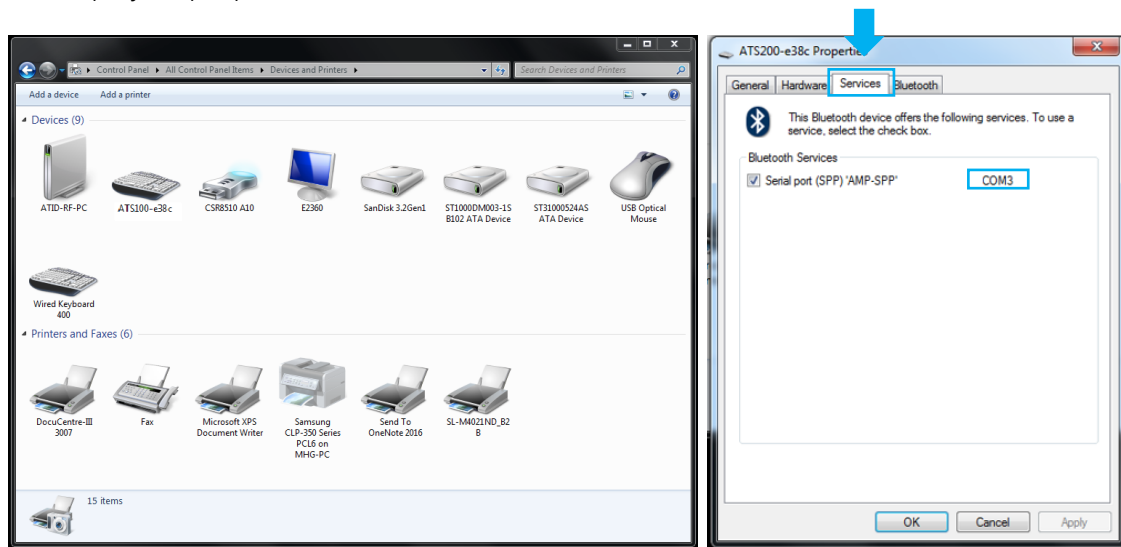 Control Panel ▸ All Control Panel Items ▸ Devices and Printers ▸
Search Devices and Printers
Add a device Add a printer
Devices (9)
ATID-RF-PC
ATS100-e38c
CSR8510 A10
E2360
SanDisk 3.2Gen1
ST1000DM003-1S
B102 ATA Device
ST31000524AS
ATA Device
USB Optical
Mouse
Wired Keyboard
400
Printers and Faxes (6)
DocuCentre-III
3007
Fax
Microsoft XPS
Document Writer
Samsung
CLP-350 Series
PCL6 on
MHG-PC
Send To
OneNote 2016
SL-M4021ND_B2
B
15 items
ATS200-e38c Properties
General Hardware Services Bluetooth
This Bluetooth device offers the following services. To use a
service, select the check box.
Bluetooth Services
Serial port (SPP) 'AMP-SPP' COM3
OK Cancel Apply